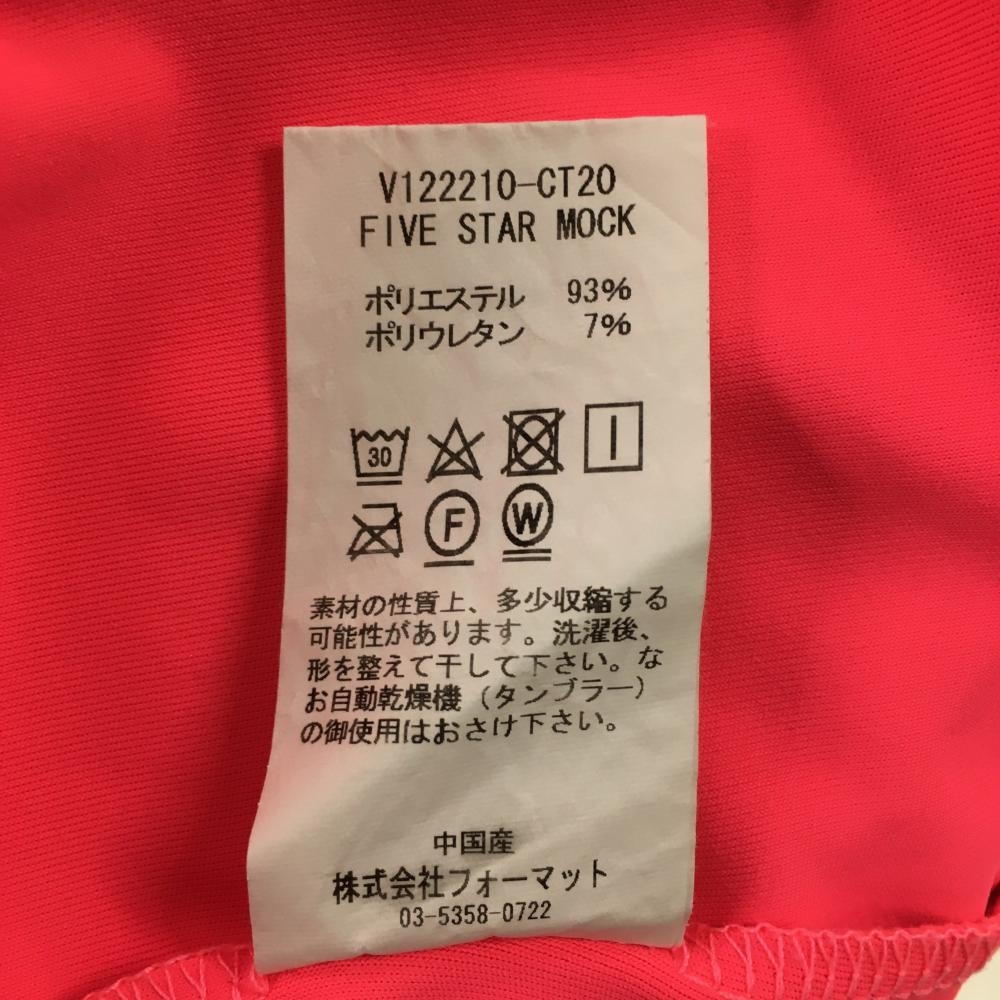 V122210-CT20
FIVE STAR MOCK
ポリエステル 93%
ポリウレタン 7%
30
F W
素材の性質上、多少収縮する
可能性があります。洗濯後、
形を整えて干して下さい。な
お自動乾燥機（タンブラー）
の御使用はおさけ下さい。
中国産
株式会社フォーマット
03-5358-0722